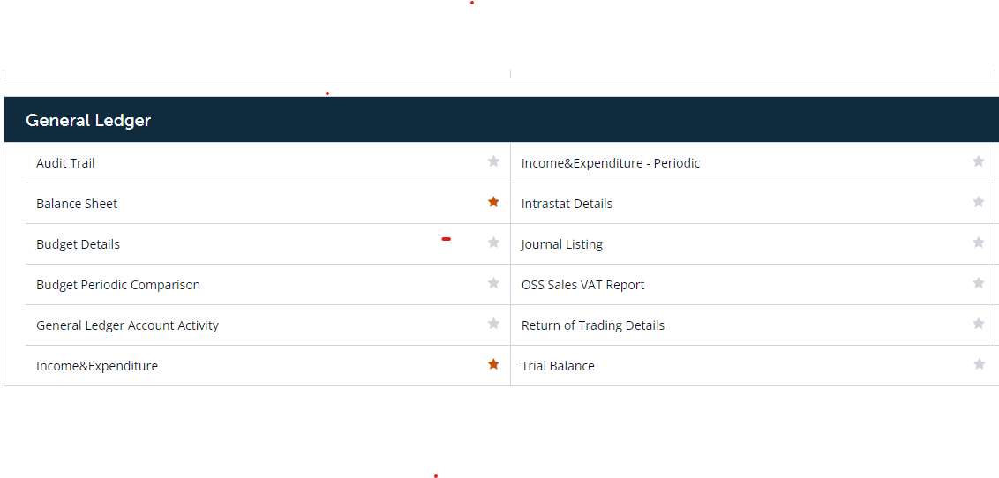 General Ledger
Audit Trail
Income&Expenditure - Periodic
Balance Sheet
Intrastat Details
Budget Details
Journal Listing
Budget Periodic Comparison
OSS Sales VAT Report
General Ledger Account Activity
Return of Trading Details
Income&Expenditure
Trial Balance